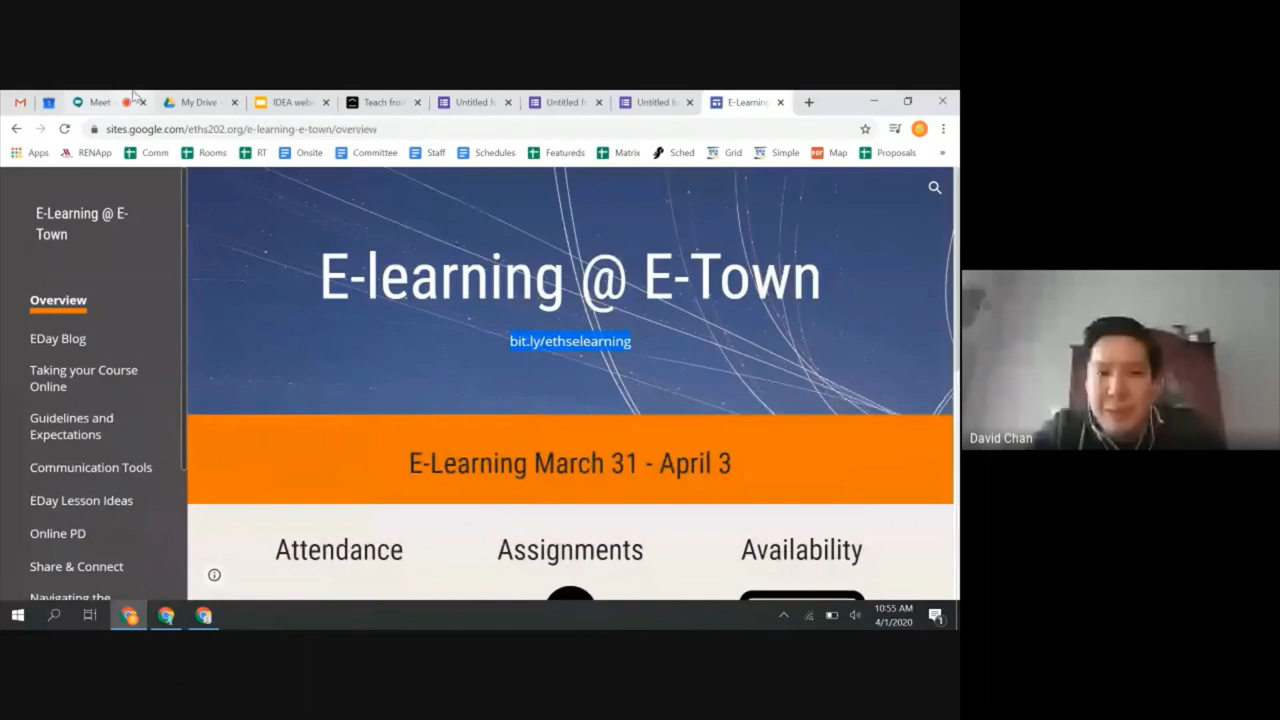 Meet
My Drive -
IDEA web
Teach fro
Untitled f
Untitled f
Untitled f
E-Learning
sites.google.com/eths202.org/e-learning-e-town/overview
Apps
RENApp
Comm
Rooms
RT
Onsite
Committee
Staff
Schedules
Featureds
Matrix
Sched
Grid
Simple
Map
Proposals
»
E-Learning @ E-
Town
Overview
EDay Blog
Taking your Course
Online
Guidelines and
Expectations
Communication Tools
EDay Lesson Ideas
Online PD
Share & Connect
Navigating the
E-learning @ E-Town
bit.ly/ethselearning
E-Learning March 31 - April 3
Attendance
Assignments
Availability
David Chan
10:55 AM
4/1/2020
1